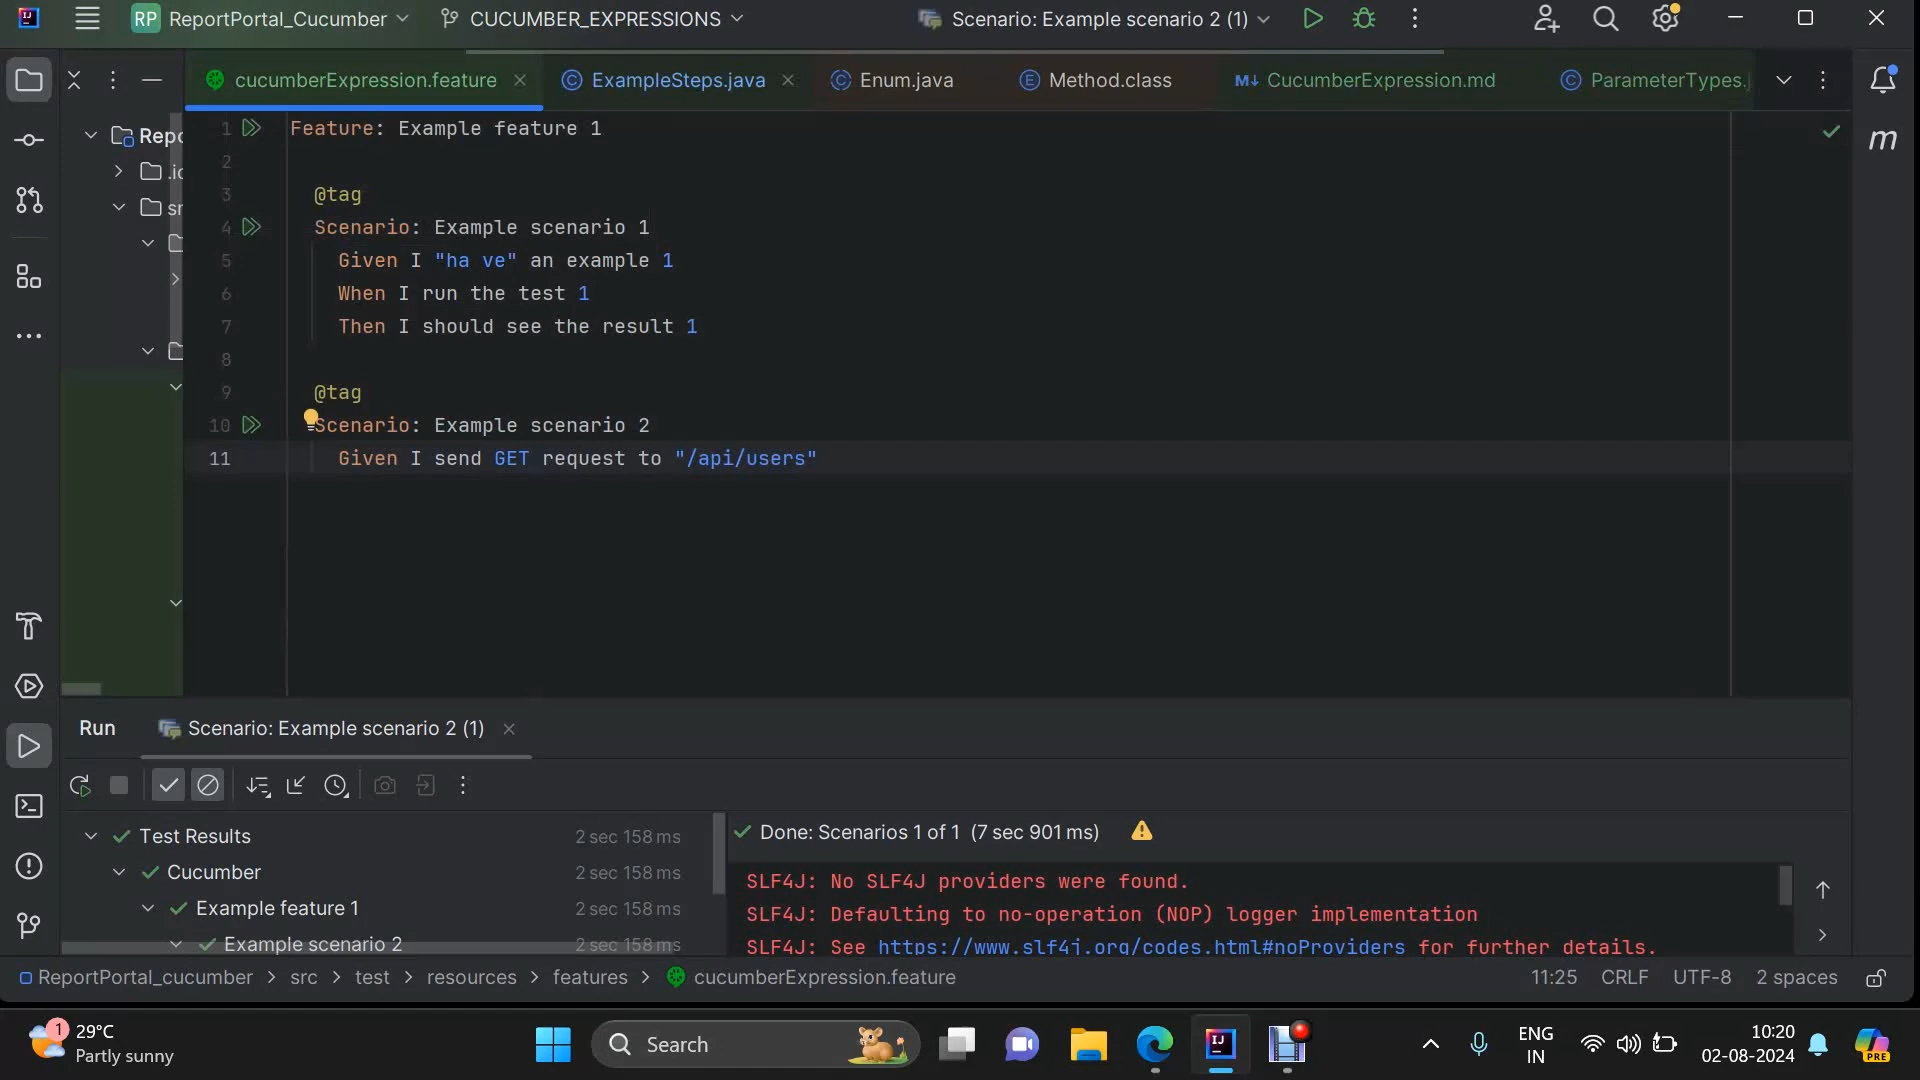 RP ReportPortal_Cucumber CUCUMBER_EXPRESSIONS Scenario: Example scenario 2 (1)
cucumberExpression.feature ExampleSteps.java Enum.java Method.class CucumberExpression.md ParameterTypes.j
Repo
.ic
sr
1 Feature: Example feature 1
2
3 @tag
4 Scenario: Example scenario 1
5 Given I "ha ve" an example 1
6 When I run the test 1
7 Then I should see the result 1
8
9 @tag
10 Scenario: Example scenario 2
11 Given I send GET request to "/api/users"
Run Scenario: Example scenario 2 (1)
Test Results 2 sec 158 ms
Cucumber 2 sec 158 ms
Example feature 1 2 sec 158 ms
Example scenario 2 2 sec 158 ms
Done: Scenarios 1 of 1 (7 sec 901 ms)
SLF4J: No SLF4J providers were found.
SLF4J: Defaulting to no-operation (NOP) logger implementation
SLF4J: See https://www.slf4j.org/codes.html#noProviders for further details.
ReportPortal_cucumber > src > test > resources > features > cucumberExpression.feature 11:25 CRLF UTF-8 2 spaces
1 29°C
Partly sunny
Search
ENG
IN
10:20
02-08-2024
PRE